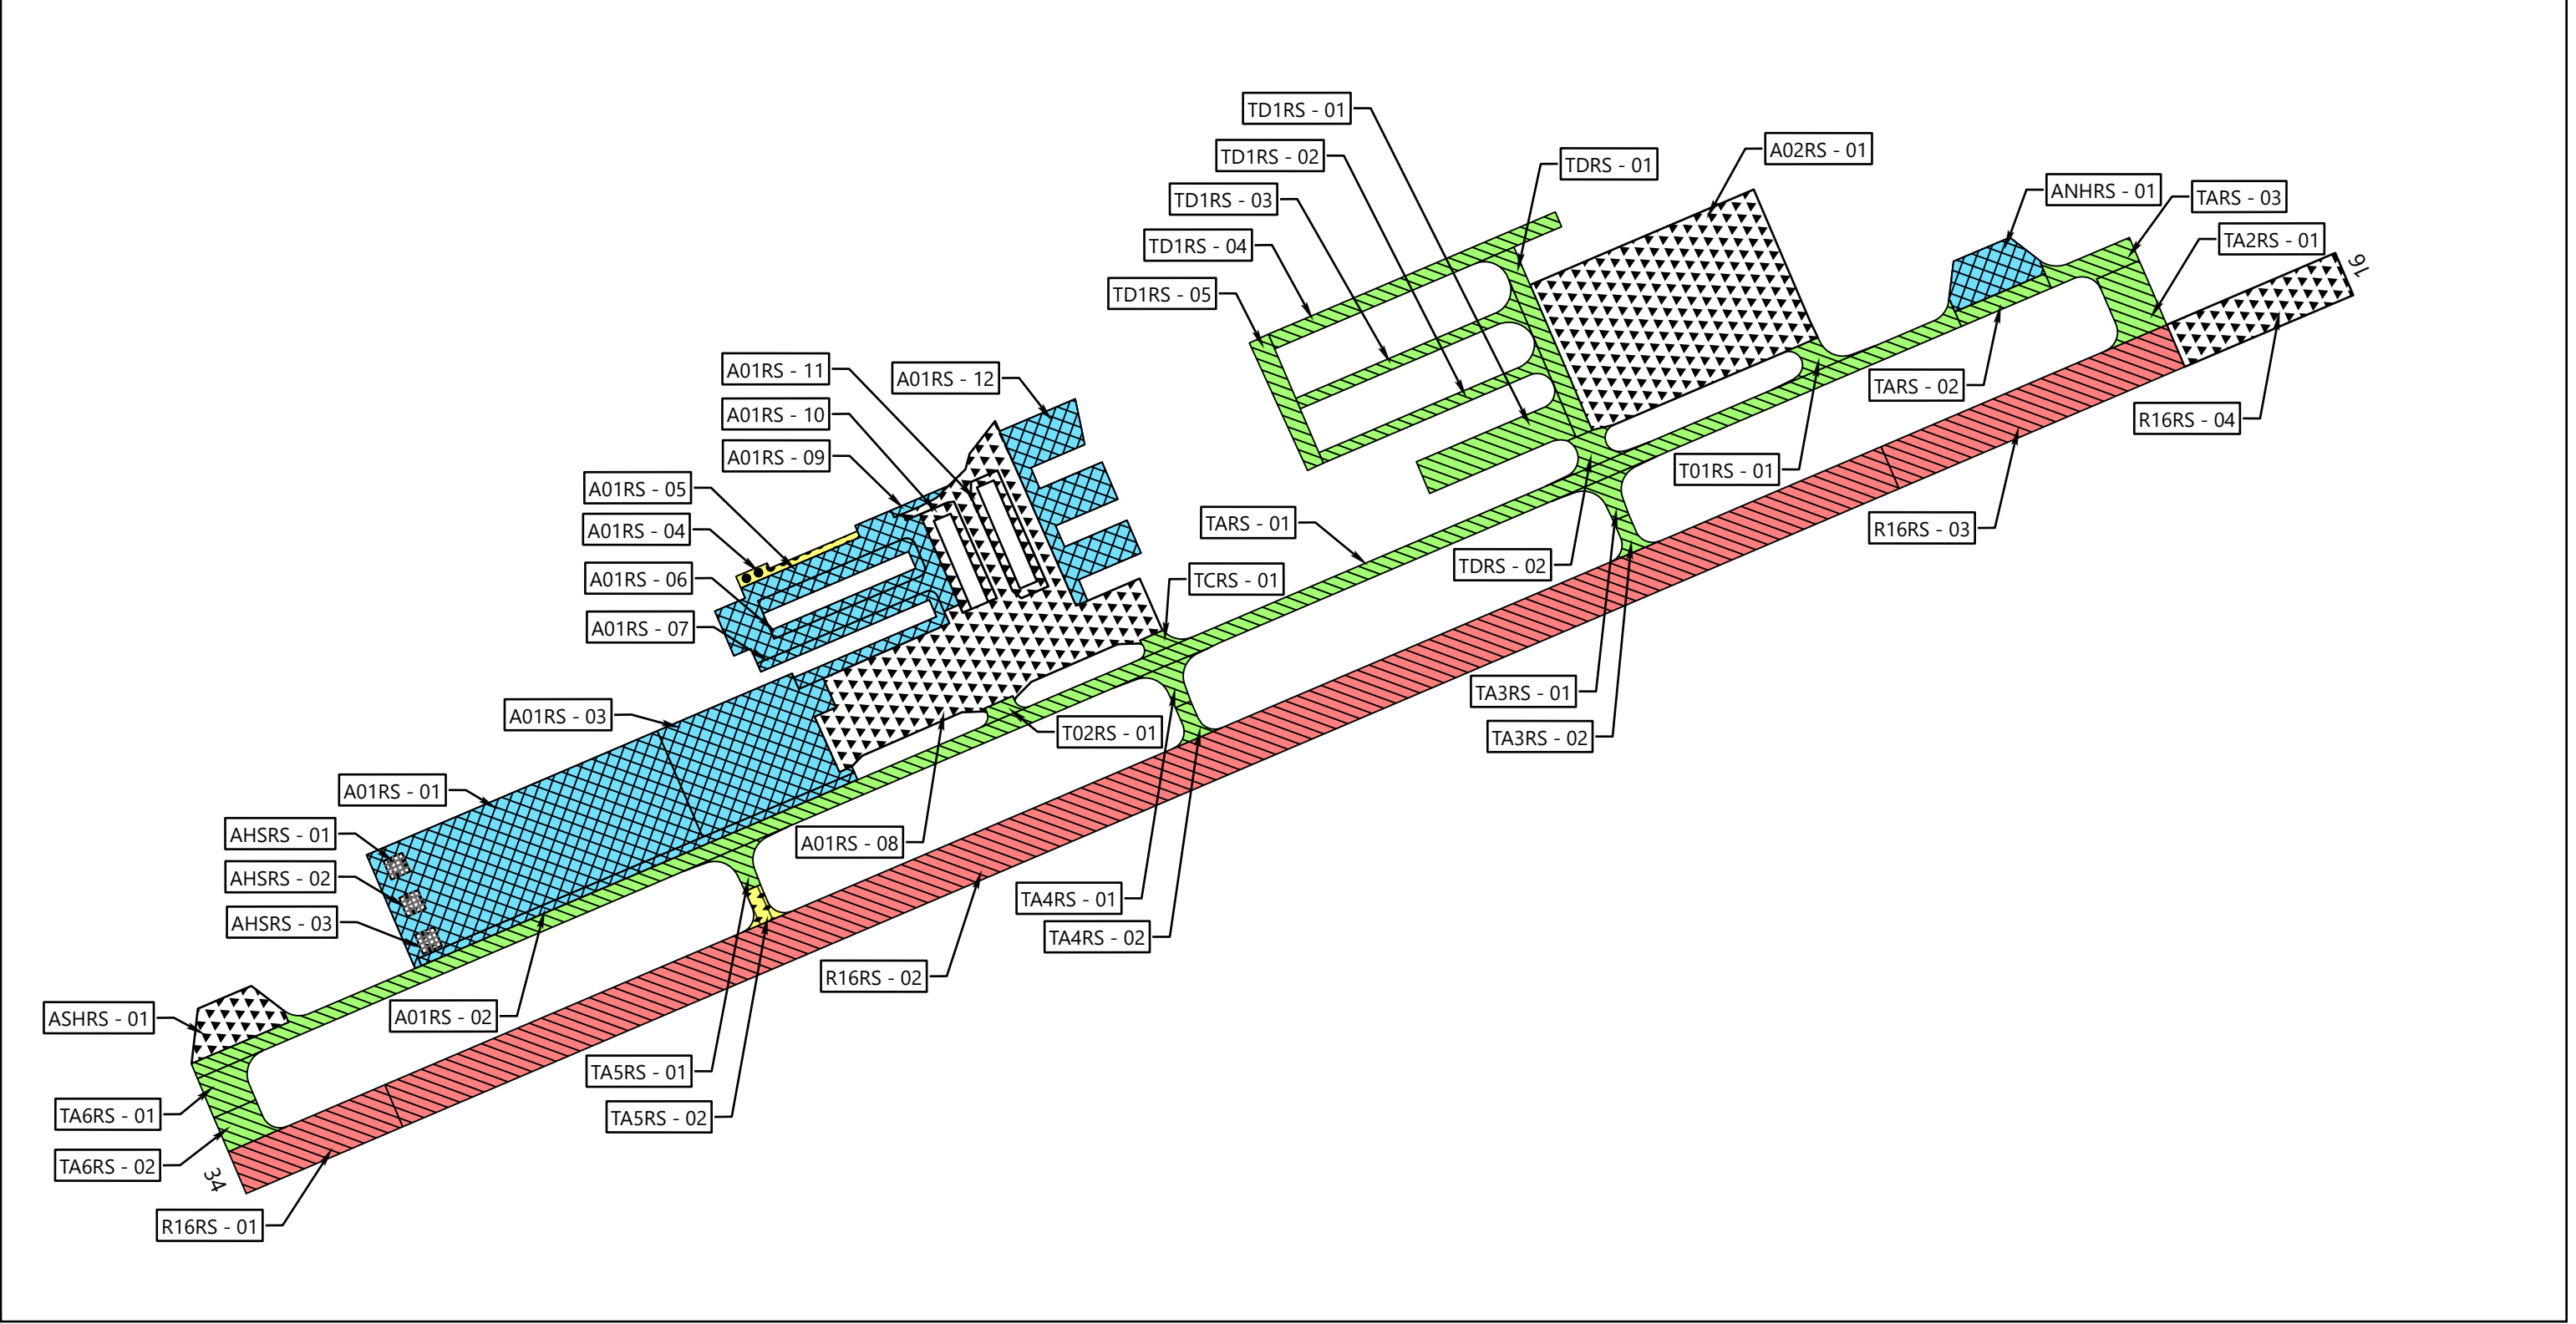 TD1RS - 01
A02RS - 01
TD1RS - 02
TDRS - 01
TD1RS - 03
ANHRS - 01
TARS - 03
TD1RS - 04
TA2RS - 01
16
TD1RS - 05
A01RS - 11
A01RS - 12
TARS - 02
A01RS - 10
R16RS - 04
A01RS - 09
T01RS - 01
A01RS - 05
TARS - 01
A01RS - 04
R16RS - 03
TDRS - 02
A01RS - 06
TCRS - 01
A01RS - 07
TA3RS - 01
A01RS - 03
T02RS - 01
TA3RS - 02
A01RS - 01
AHSRS - 01
A01RS - 08
AHSRS - 02
TA4RS - 01
AHSRS - 03
TA4RS - 02
R16RS - 02
A01RS - 02
ASHRS - 01
TA5RS - 01
TA6RS - 01
TA5RS - 02
TA6RS - 02
34
R16RS - 01